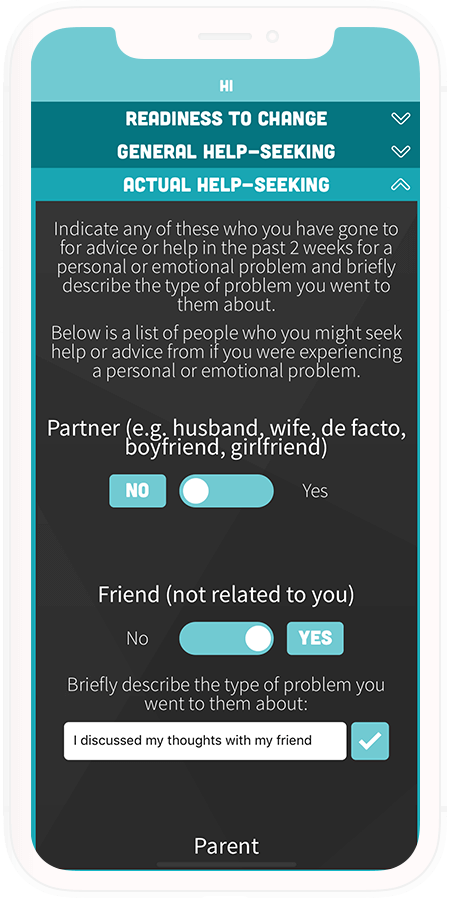 HI
READINESS TO CHANGE
GENERAL HELP-SEEKING
ACTUAL HELP-SEEKING
Indicate any of these who you have gone to
for advice or help in the past 2 weeks for a
personal or emotional problem and briefly
describe the type of problem you went to
them about.
Below is a list of people who you might seek
help or advice from if you were experiencing
a personal or emotional problem.
Partner (e.g. husband, wife, de facto,
boyfriend, girlfriend)
NO Yes
Friend (not related to you)
No YES
Briefly describe the type of problem you
went to them about:
I discussed my thoughts with my friend
Parent